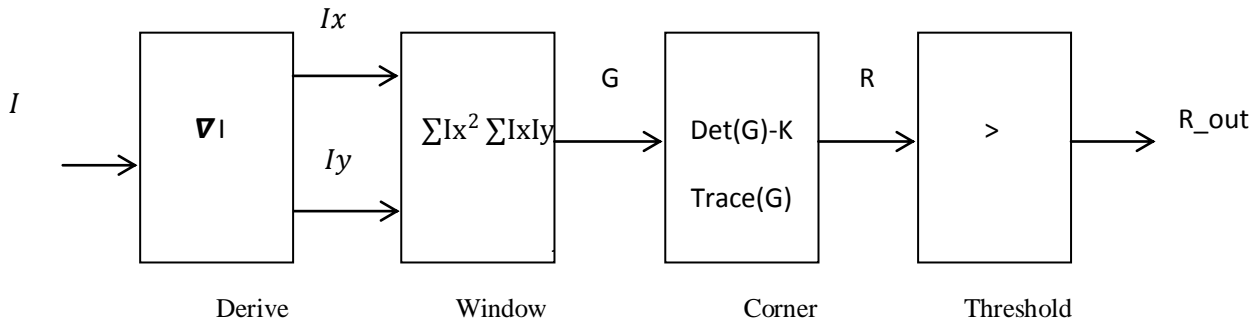 I
𝛁 I
Ix
Iy
∑Ix² ∑IxIy
G
Det(G)-K
Trace(G)
R
>
R_out
Derive Window Corner Threshold